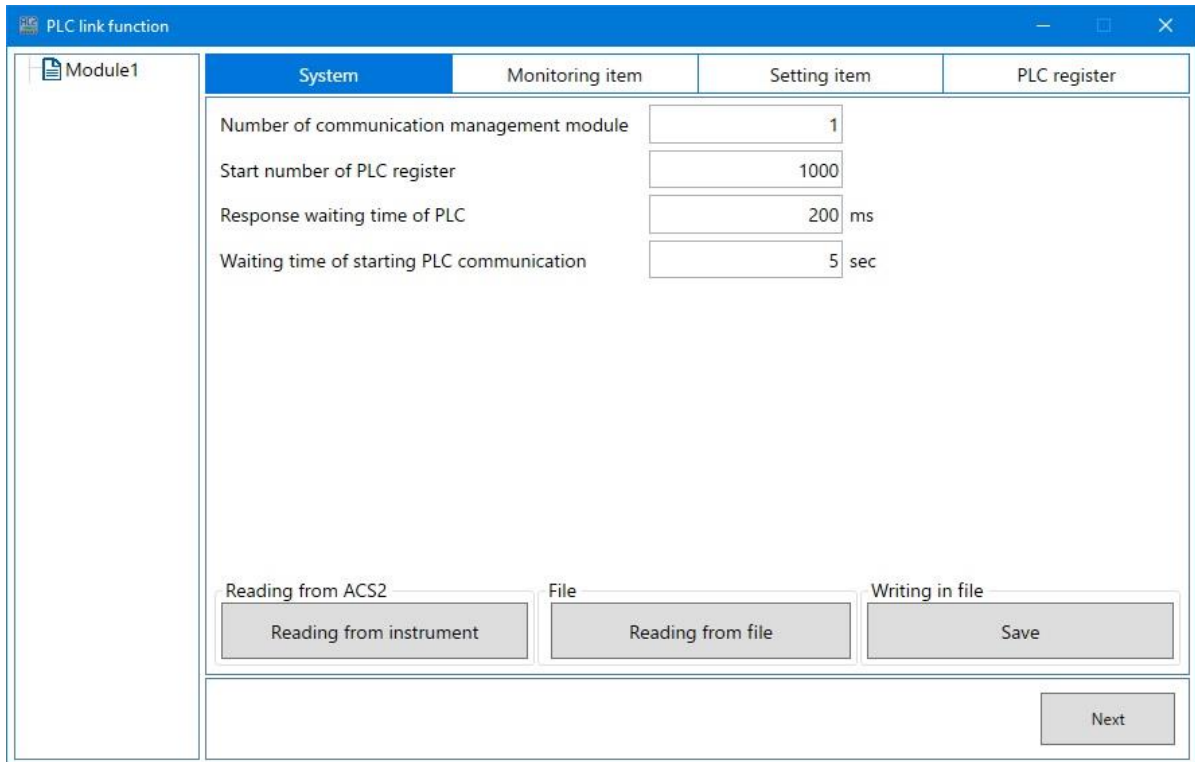 PLC link function
Module1
System
Monitoring item
Setting item
PLC register
Number of communication management module 1
Start number of PLC register 1000
Response waiting time of PLC 200 ms
Waiting time of starting PLC communication 5 sec
Reading from ACS2
File
Writing in file
Reading from instrument
Reading from file
Save
Next